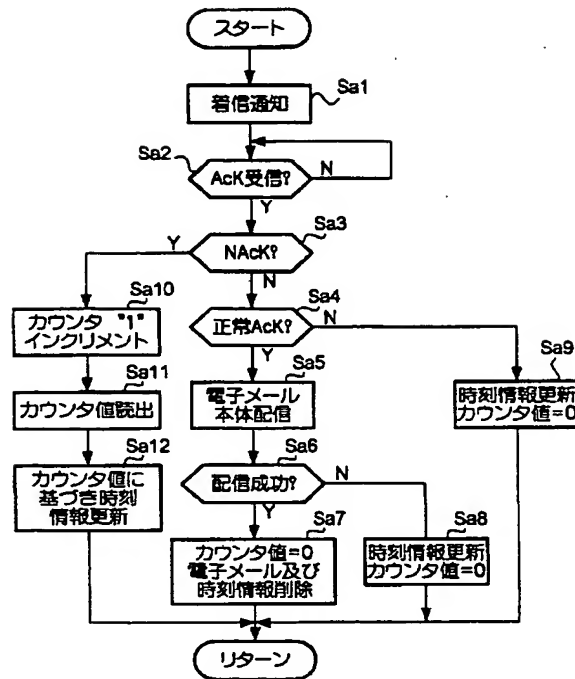 スタート
着信通知
Sa1
Sa2
AcK受信?
N
Y
Sa3
Y
NAcK?
N
Sa10
カウンタ "1"
インクリメント
Sa4
正常AcK?
N
Y
Sa11
カウンタ値読出
Sa5
電子メール
本体配信
Sa9
時刻情報更新
カウンタ値=0
Sa12
カウンタ値に
基づき時刻
情報更新
Sa6
配信成功?
N
Y
Sa7
カウンタ値=0
電子メール及び
時刻情報削除
Sa8
時刻情報更新
カウンタ値=0
リターン